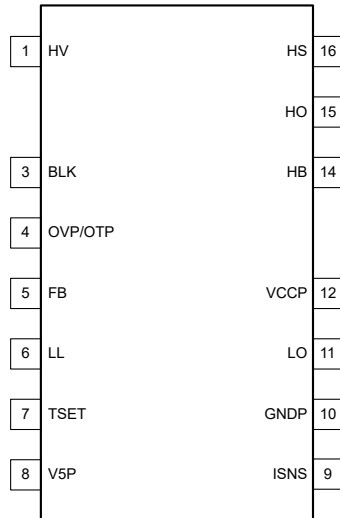 1 HV HS 16
HO 15
3 BLK HB 14
4 OVP/OTP
5 FB VCCP 12
6 LL LO 11
7 TSET GNDP 10
8 V5P ISNS 9